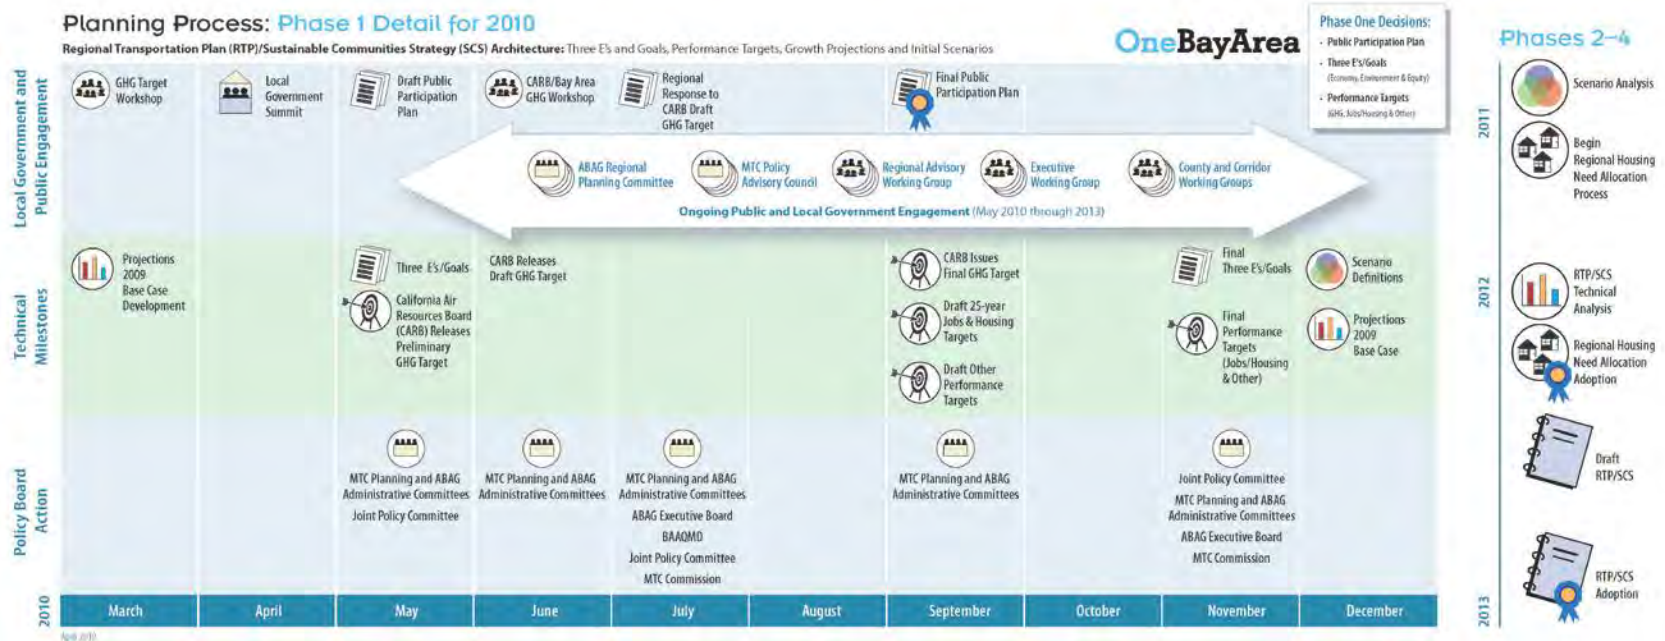 Planning Process: Phase 1 Detail for 2010
Regional Transportation Plan (RTP)/Sustainable Communities Strategy (SCS) Architecture: Three E's and Goals, Performance Targets, Growth Projections and Initial Scenarios
OneBayArea
Phase One Decisions:
· Public Participation Plan
· Three E's/Goals
(Economy, Environment & Equity)
· Performance Targets
(GHG, Jobs/Housing & Other)
Phases 2–4
Local Government and
Public Engagement
GHG Target
Workshop
Local
Government
Summit
Draft Public
Participation
Plan
CARB/Bay Area
GHG Workshop
Regional
Response to
CARB Draft
GHG Target
Final Public
Participation Plan
ABAG Regional
Planning Committee
MTC Policy
Advisory Council
Regional Advisory
Working Group
Executive
Working Group
County and Corridor
Working Groups
Ongoing Public and Local Government Engagement (May 2010 through 2013)
Technical
Milestones
Projections
2009
Base Case
Development
Three E's/Goals
California Air
Resources Board
(CARB) Releases
Preliminary
GHG Target
CARB Releases
Draft GHG Target
CARB Issues
Final GHG Target
Draft 25-year
Jobs & Housing
Targets
Draft Other
Performance
Targets
Final
Three E's/Goals
Final
Performance
Targets
(Jobs/Housing
& Other)
Scenario
Definitions
Projections
2009
Base Case
Policy Board
Action
MTC Planning and ABAG
Administrative Committees
Joint Policy Committee
MTC Planning and ABAG
Administrative Committees
MTC Planning and ABAG
Administrative Committees
ABAG Executive Board
BAAQMD
Joint Policy Committee
MTC Commission
MTC Planning and ABAG
Administrative Committees
Joint Policy Committee
MTC Planning and ABAG
Administrative Committees
ABAG Executive Board
MTC Commission
2010
March
April
May
June
July
August
September
October
November
December
April 2010
2011
Scenario Analysis
Begin
Regional Housing
Need Allocation
Process
2012
RTP/SCS
Technical
Analysis
Regional Housing
Need Allocation
Adoption
Draft
RTP/SCS
2013
RTP/SCS
Adoption